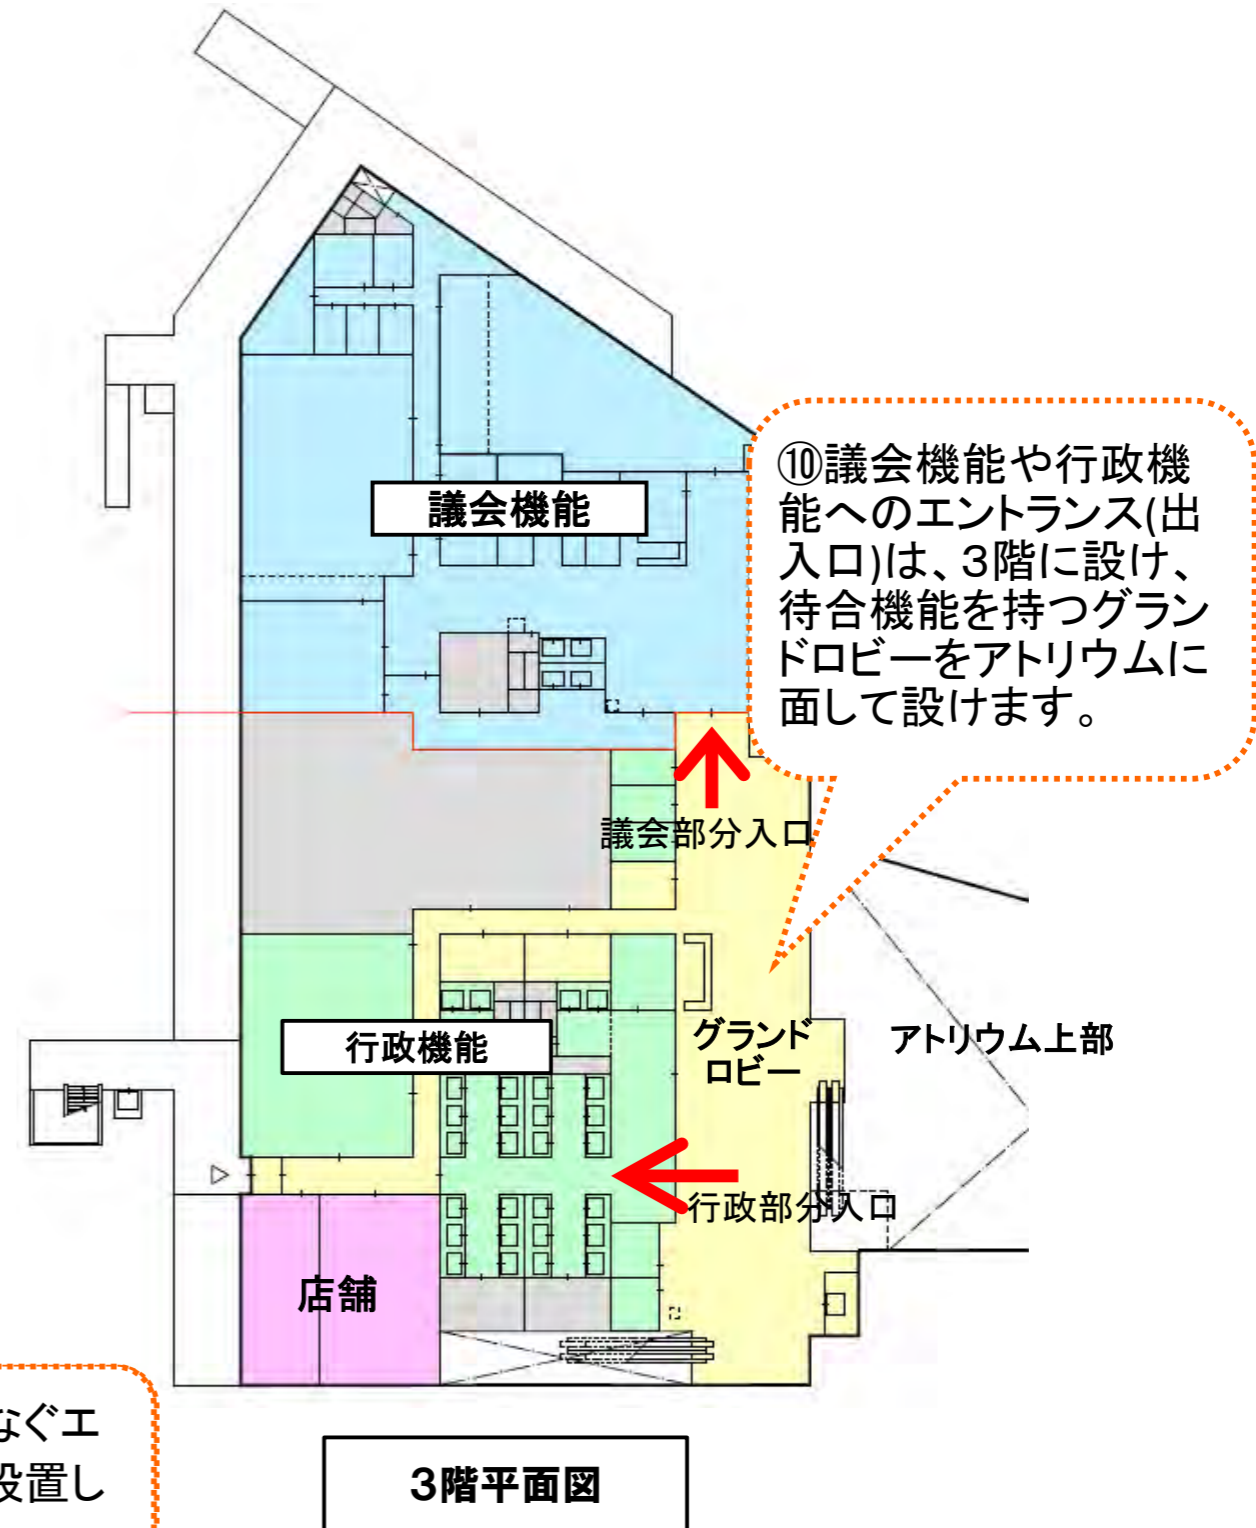 議会機能
⑩議会機能や行政機
能へのエントランス(出
入口)は、3階に設け、
待合機能を持つグラン
ドロビーをアトリウムに
面して設けます。
議会部分入口
行政機能
グランド
ロビー
アトリウム上部
行政部分入口
店舗
なぐエ
設置し
3階平面図